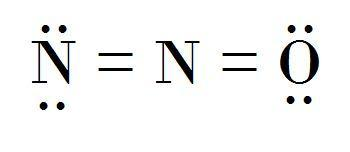 N = N = O